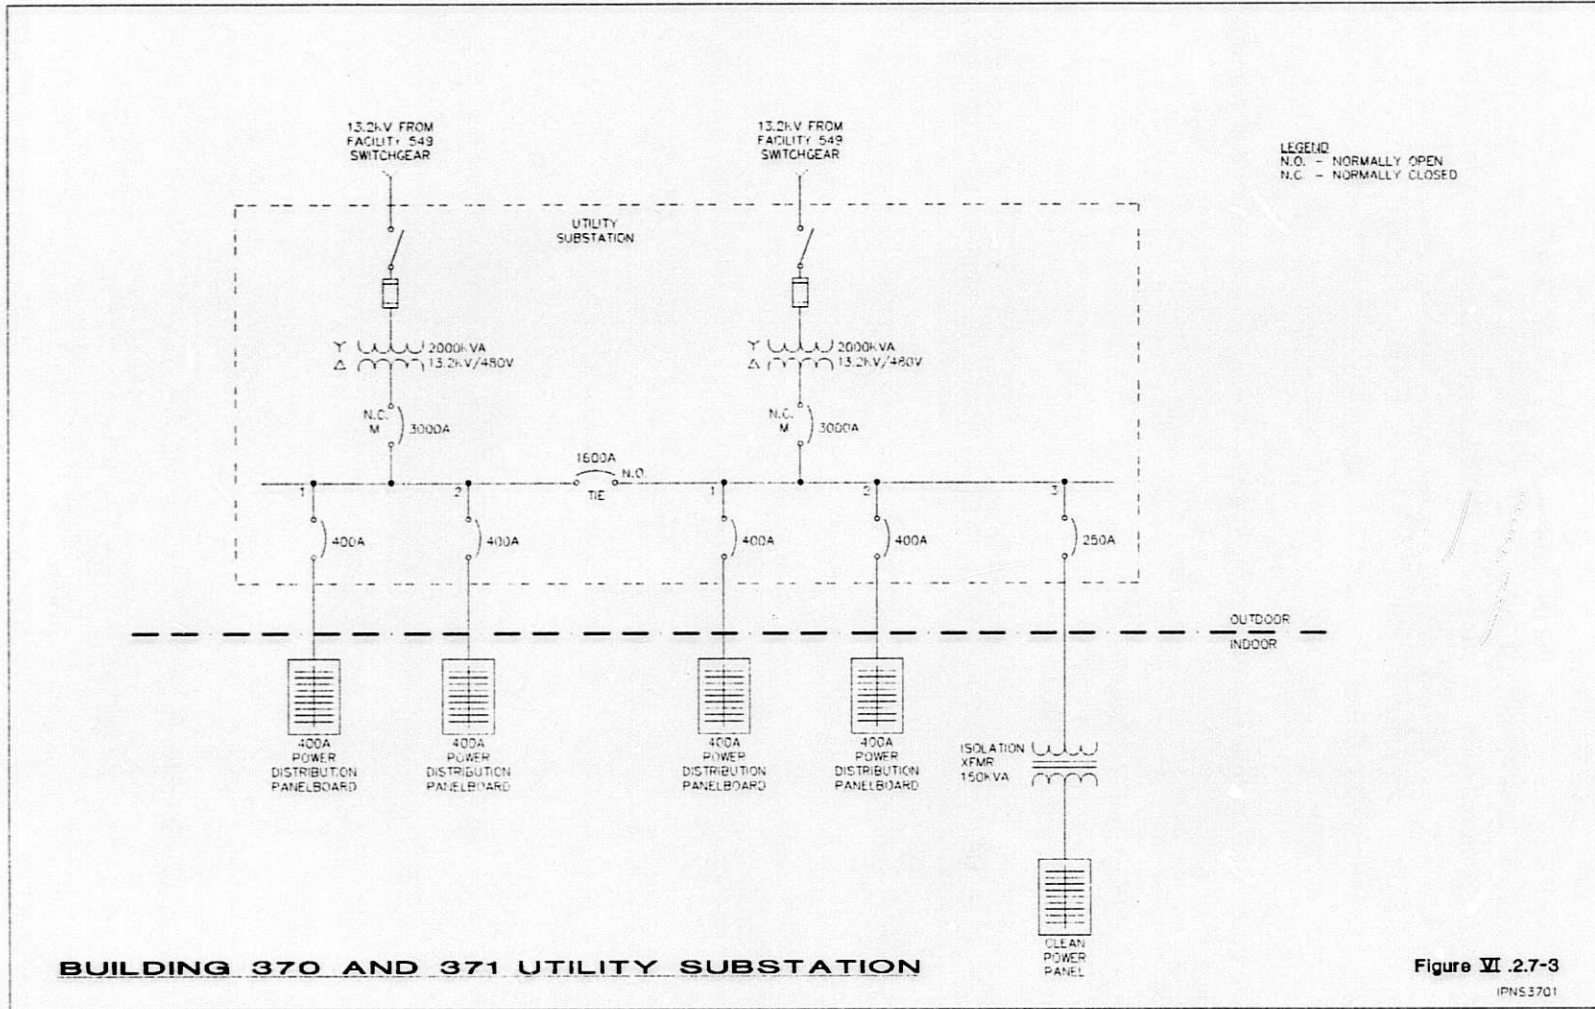 13.2kV FROM
FACILITY 549
SWITCHGEAR
13.2kV FROM
FACILITY 549
SWITCHGEAR
LEGEND
N.O. - NORMALLY OPEN
N.C. - NORMALLY CLOSED
UTILITY
SUBSTATION
2000kVA
13.2kV/480V
2000kVA
13.2kV/480V
N.C.
M
3000A
N.C.
M
3000A
1600A
N.O.
TIE
1
2
1
2
3
400A
400A
400A
400A
250A
OUTDOOR
INDOOR
400A
POWER
DISTRIBUTION
PANELBOARD
400A
POWER
DISTRIBUTION
PANELBOARD
400A
POWER
DISTRIBUTION
PANELBOARD
400A
POWER
DISTRIBUTION
PANELBOARD
ISOLATION
XFMR
150kVA
CLEAN
POWER
PANEL
BUILDING 370 AND 371 UTILITY SUBSTATION
Figure VI .2.7-3
IPNS3701